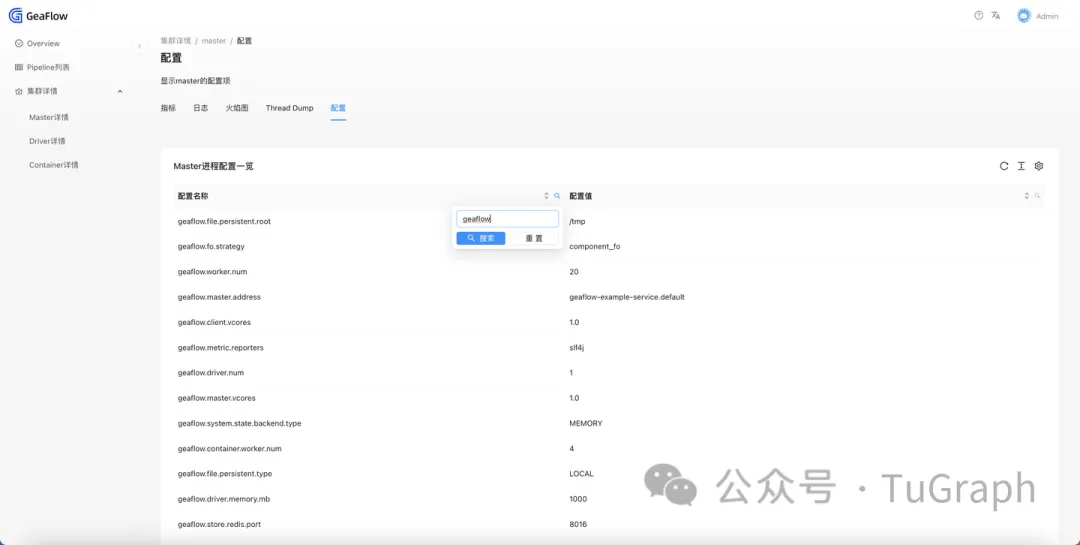 GeaFlow
Admin
Overview
Pipeline列表
集群详情
Master详情
Driver详情
Container详情
集群详情 / master / 配置
配置
显示master的配置项
指标 日志 火焰图 Thread Dump 配置
Master进程配置一览
配置名称 配置值
geaflow
搜索 重 置
geaflow.file.persistent.root /tmp
geaflow.fo.strategy component_fo
geaflow.worker.num 20
geaflow.master.address geaflow-example-service.default
geaflow.client.vcores 1.0
geaflow.metric.reporters slf4j
geaflow.driver.num 1
geaflow.master.vcores 1.0
geaflow.system.state.backend.type MEMORY
geaflow.container.worker.num 4
geaflow.file.persistent.type LOCAL
geaflow.driver.memory.mb 1000
geaflow.store.redis.port 8016
公众号 · TuGraph